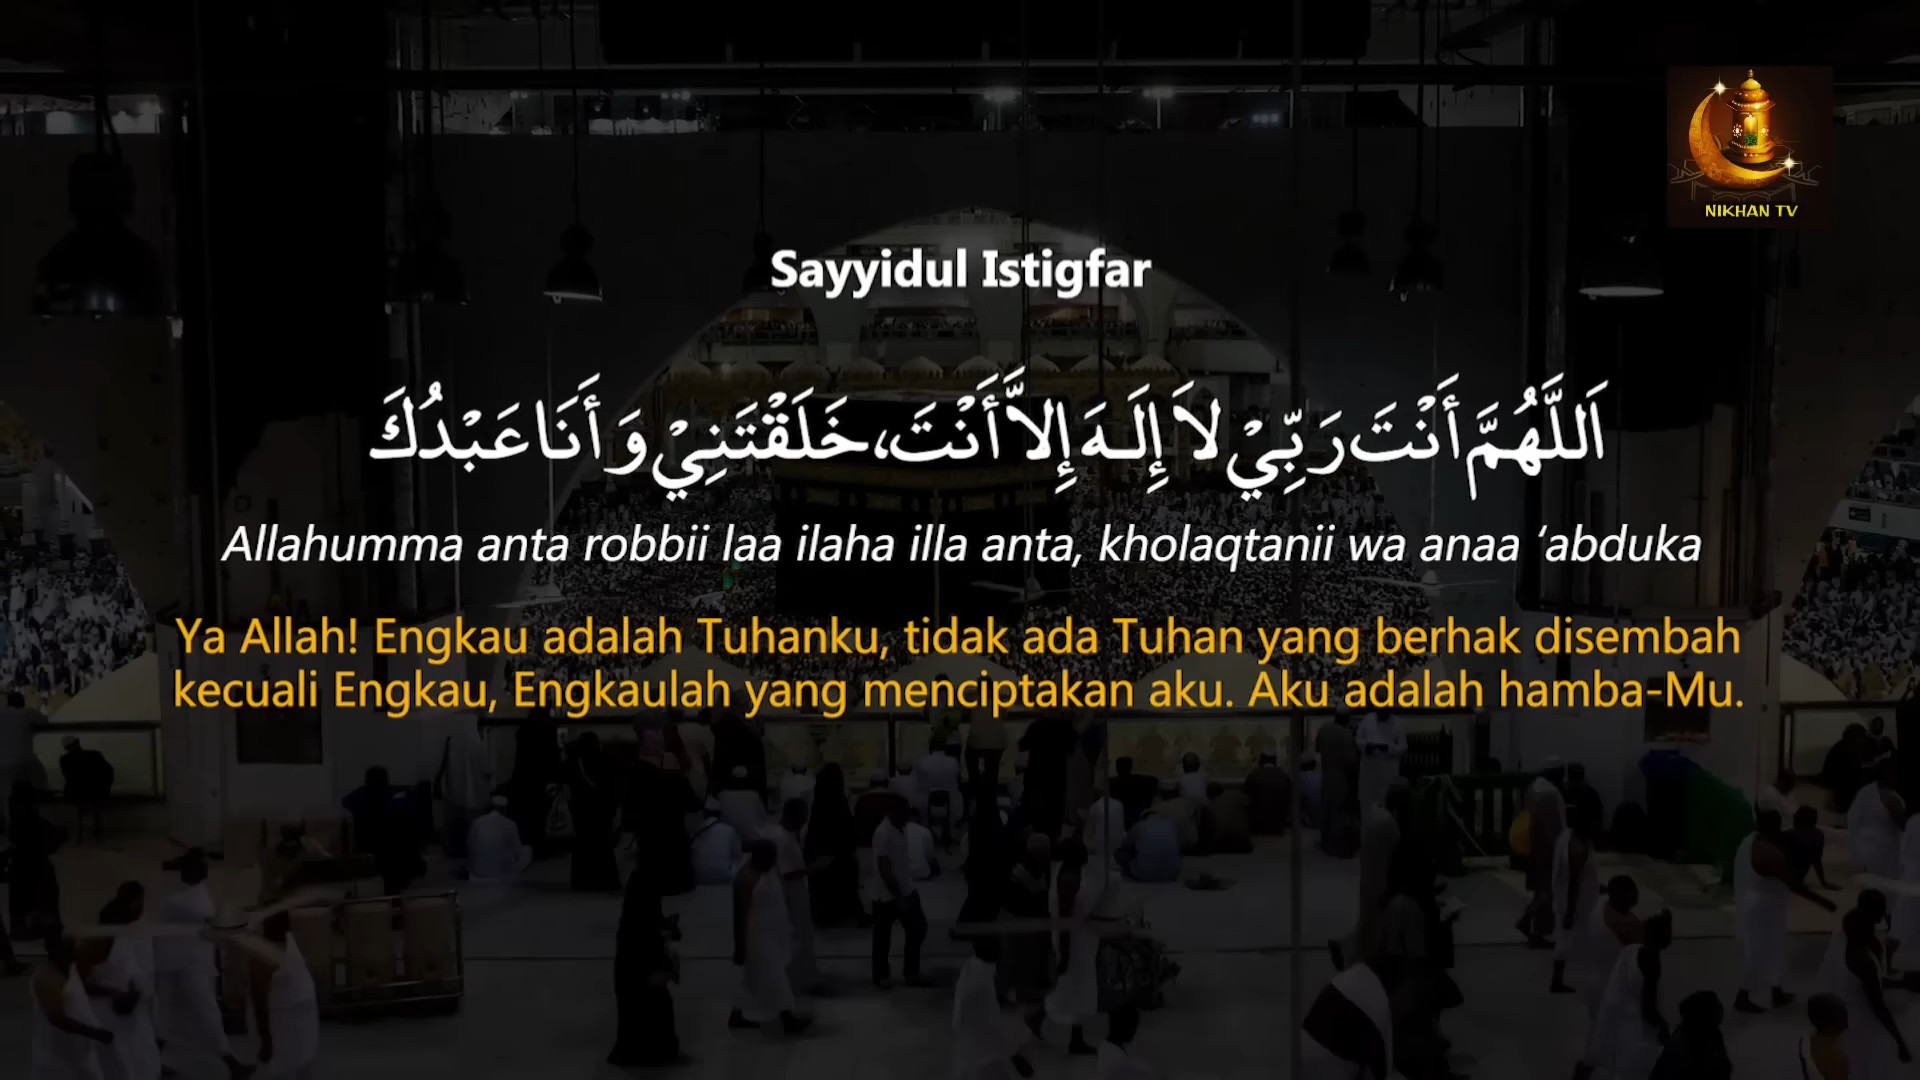 NIKHAN TV
Sayyidul Istigfar
اَللَّهُمَّ أَنْتَ رَبِّيْ لاَ إِلَـهَ إِلاَّ أَنْتَ، خَلَقْتَنِيْ وَأَنَا عَبْدُكَ
Allahumma anta robbii laa ilaha illa anta, kholaqtanii wa anaa ‘abduka
Ya Allah! Engkau adalah Tuhanku, tidak ada Tuhan yang berhak disembah
kecuali Engkau, Engkaulah yang menciptakan aku. Aku adalah hamba-Mu.